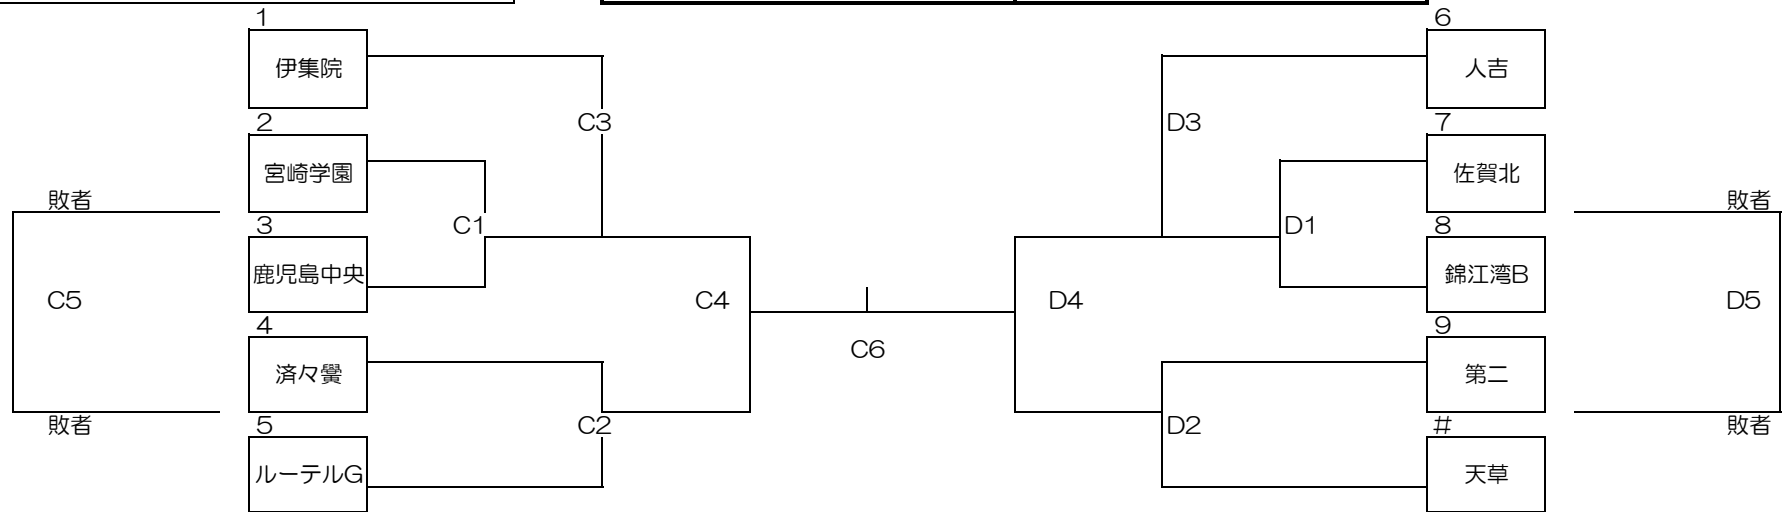 1 6
伊集院 人吉
2 C3 D3 7
宮崎学園 佐賀北
敗者 敗者
3 C1 D1 8
鹿児島中央 錦江湾B
C5 C4 D4 D5
4 9
C6
済々黌 第二
敗者 5 C2 D2 # 敗者
ルーテルG 天草